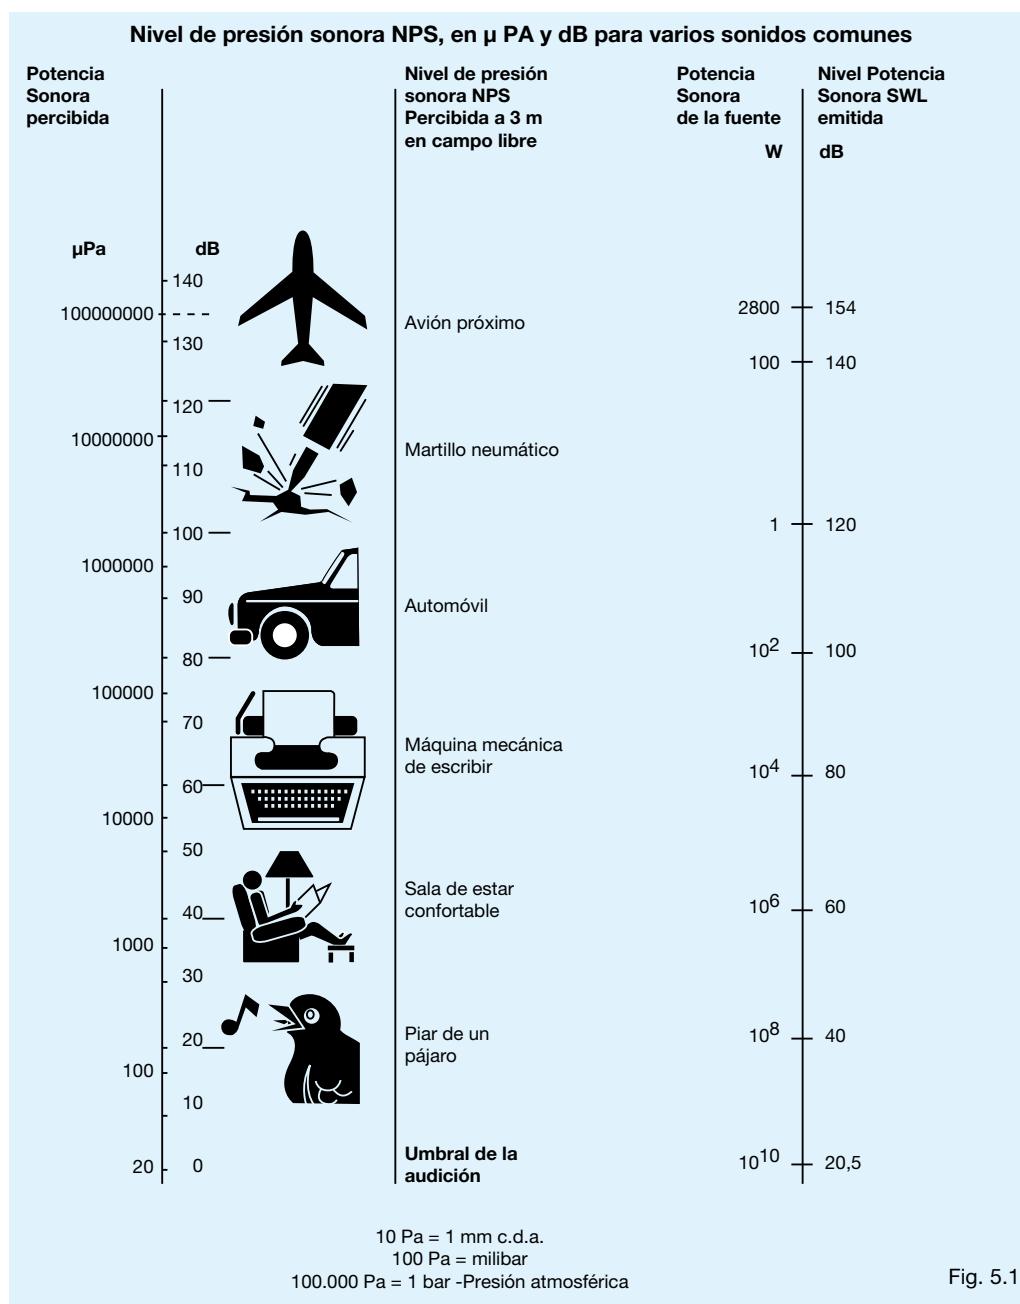 Nivel de presión sonora NPS, en µ PA y dB para varios sonidos comunes
Potencia
Sonora
percibida
Nivel de presión
sonora NPS
Percibida a 3 m
en campo libre
Potencia
Sonora
de la fuente
W
Nivel Potencia
Sonora SWL
emitida
dB
µPa
dB
140
100000000
130
Avión próximo
2800
154
100
140
120
10000000
110
Martillo neumático
100
1
120
1000000
90
Automóvil
80
10²
100
100000
70
Máquina mecánica
de escribir
60
10⁴
80
10000
50
Sala de estar
confortable
40
10⁶
60
1000
30
20
Piar de un
pájaro
10⁸
40
100
10
20
0
Umbral de la
audición
10¹⁰
20,5
10 Pa = 1 mm c.d.a.
100 Pa = milibar
100.000 Pa = 1 bar -Presión atmosférica
Fig. 5.1